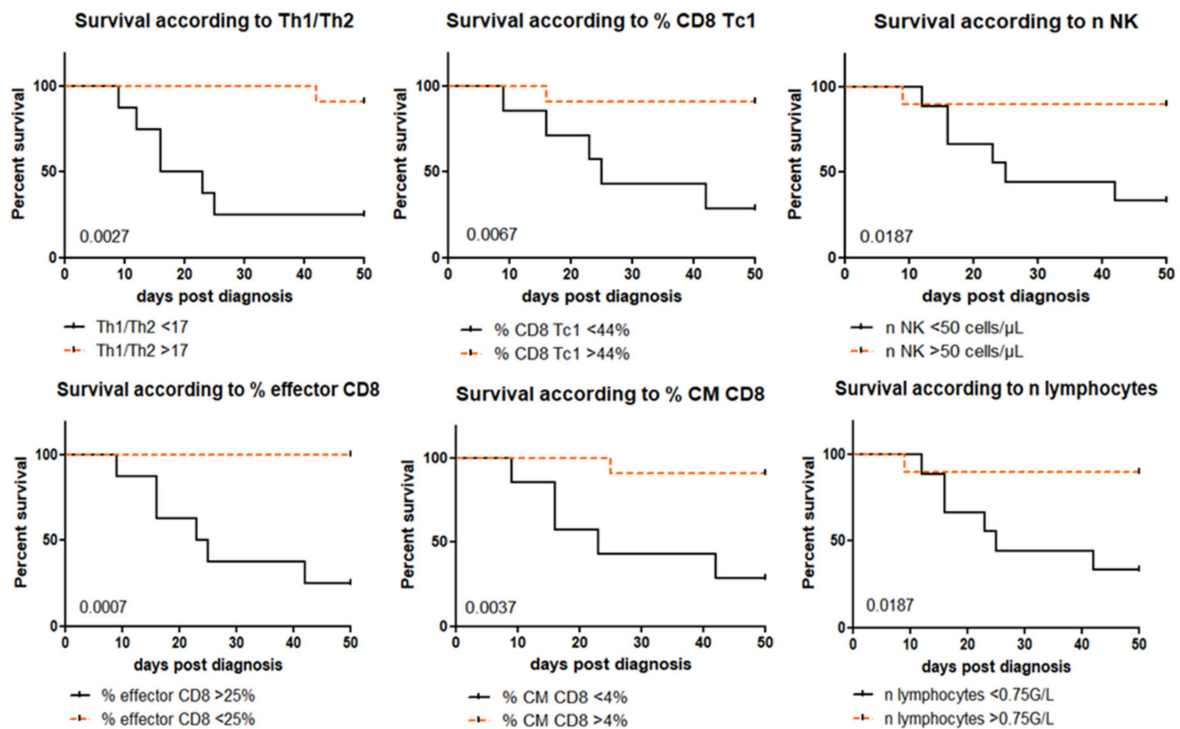 Survival according to Th1/Th2
Percent survival
100
50
0
0.0027
0 10 20 30 40 50
days post diagnosis
Th1/Th2 <17
Th1/Th2 >17
Survival according to % CD8 Tc1
Percent survival
100
50
0
0.0067
0 10 20 30 40 50
days post diagnosis
% CD8 Tc1 <44%
% CD8 Tc1 >44%
Survival according to n NK
Percent survival
100
50
0
0.0187
0 10 20 30 40 50
days post diagnosis
n NK <50 cells/µL
n NK >50 cells/µL
Survival according to % effector CD8
Percent survival
100
50
0
0.0007
0 10 20 30 40 50
days post diagnosis
% effector CD8 >25%
% effector CD8 <25%
Survival according to % CM CD8
Percent survival
100
50
0
0.0037
0 10 20 30 40 50
days post diagnosis
% CM CD8 <4%
% CM CD8 >4%
Survival according to n lymphocytes
Percent survival
100
50
0
0.0187
0 10 20 30 40 50
days post diagnosis
n lymphocytes <0.75G/L
n lymphocytes >0.75G/L